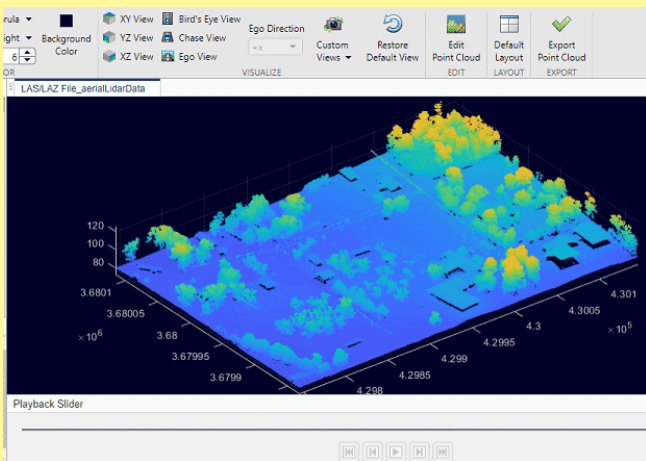 XY View
Bird's Eye View
YZ View
Chase View
XZ View
Ego View
Background
Color
6
Ego Direction
+x
Custom
Views
Restore
Default View
Edit
Point Cloud
Default
Layout
Export
Point Cloud
VISUALIZE
EDIT
LAYOUT
EXPORT
LAS/LAZ File_aerialLidarData
120
100
80
3.6801
3.68005
3.68
3.67995
3.6799
× 10⁶
4.298
4.2985
4.299
4.2995
4.3
4.3005
4.301
× 10⁵
Playback Slider